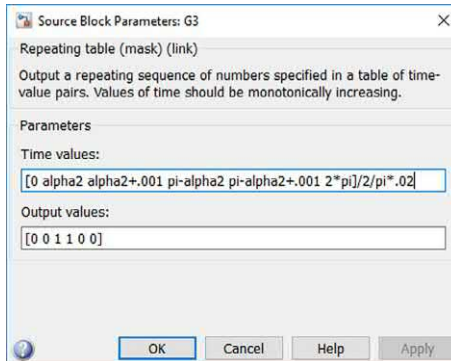 Source Block Parameters: G3
Repeating table (mask) (link)
Output a repeating sequence of numbers specified in a table of time-
value pairs. Values of time should be monotonically increasing.
Parameters
Time values:
[0 alpha2 alpha2+.001 pi-alpha2 pi-alpha2+.001 2*pi]/2/pi*.02
Output values:
[0 0 1 1 0 0]
OK Cancel Help Apply